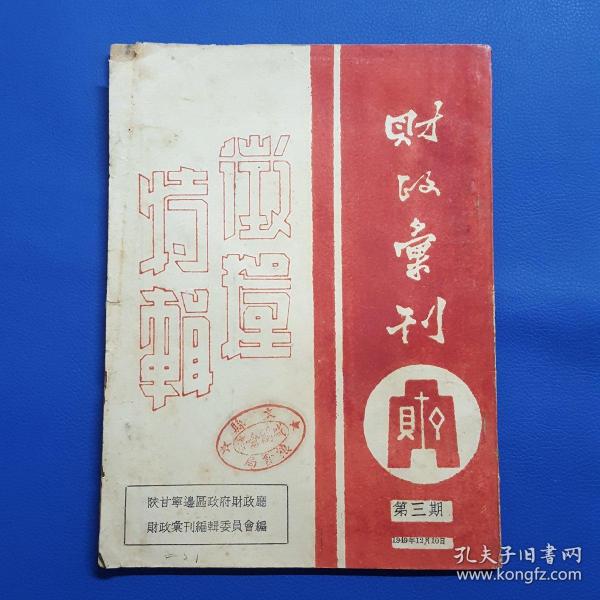 財政彙刊
財
第三期
1949年12月10日
徵糧
特輯
陝甘寧邊區政府財政廳
財政彙刊編輯委員會編
孔夫子旧书网
www.kongfz.com